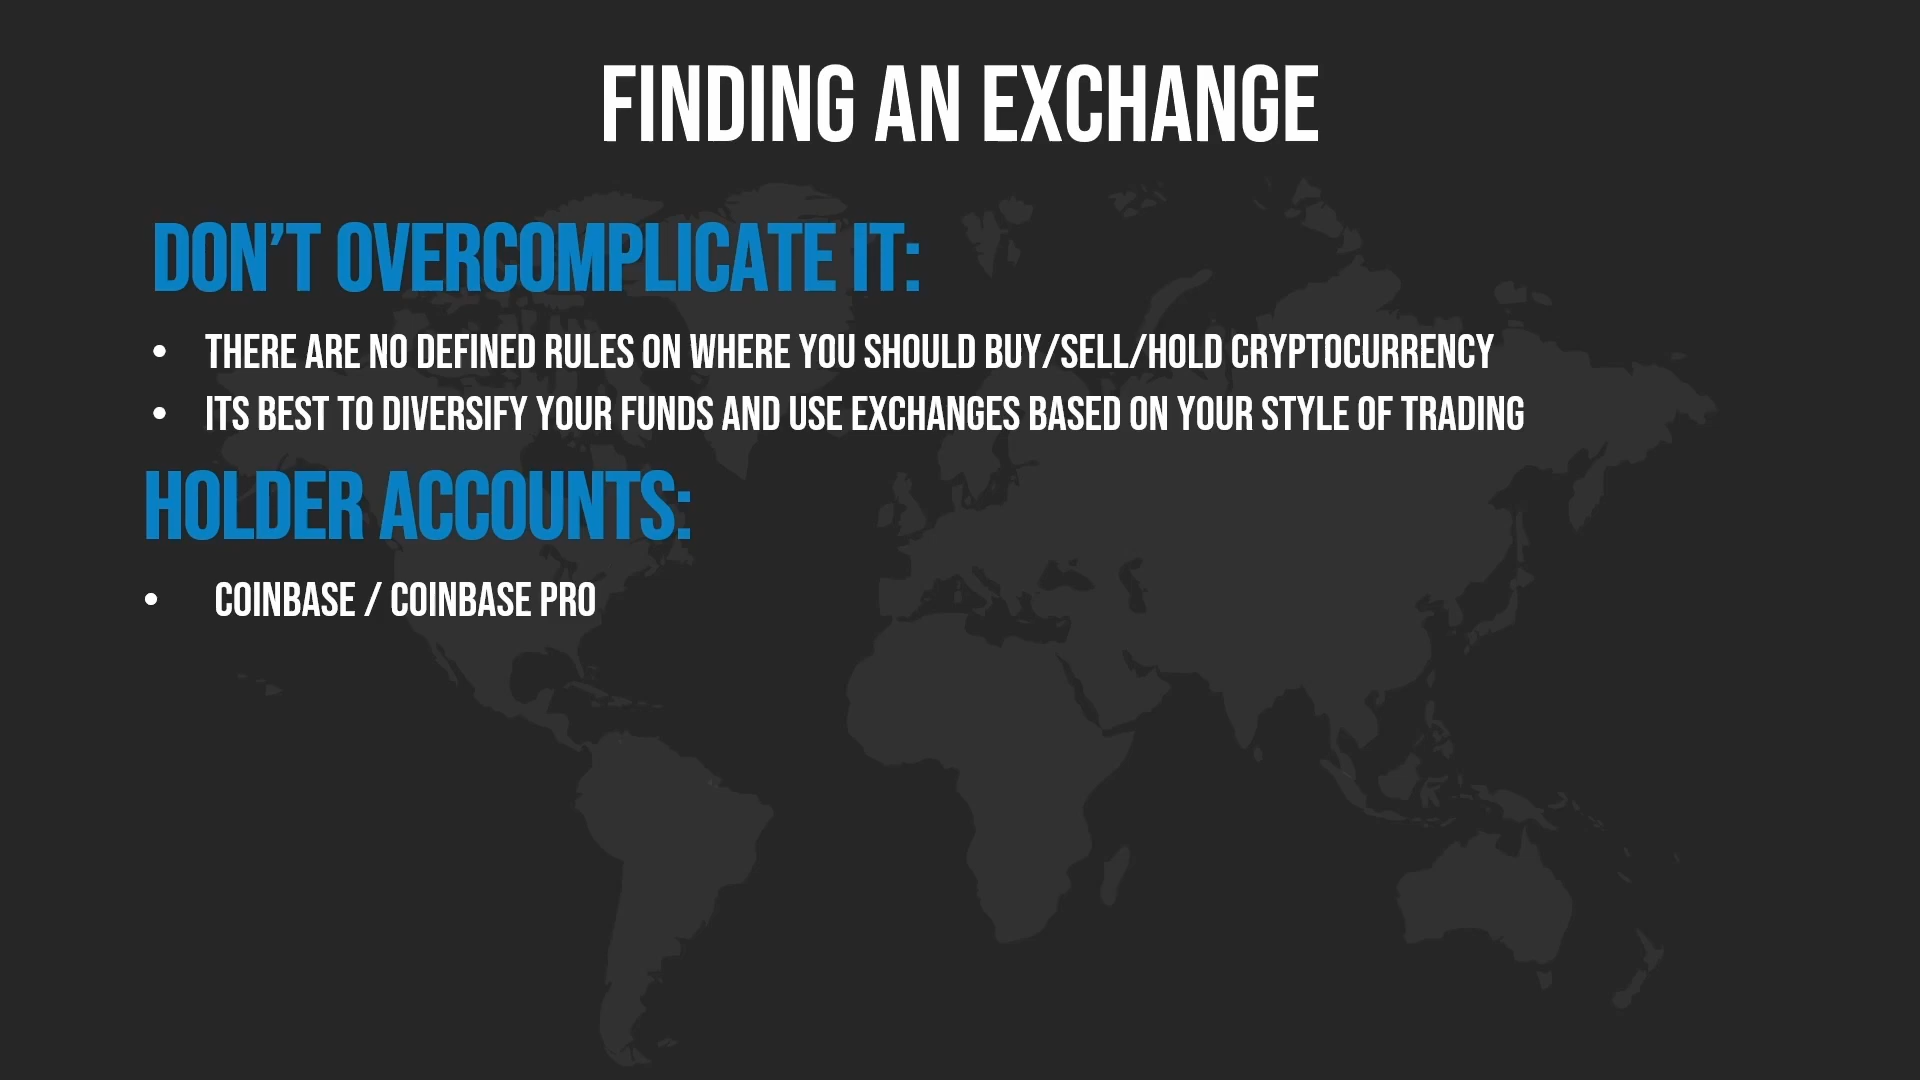 FINDING AN EXCHANGE
DON’T OVERCOMPLICATE IT:
• THERE ARE NO DEFINED RULES ON WHERE YOU SHOULD BUY/SELL/HOLD CRYPTOCURRENCY
• ITS BEST TO DIVERSIFY YOUR FUNDS AND USE EXCHANGES BASED ON YOUR STYLE OF TRADING
HOLDER ACCOUNTS:
• COINBASE / COINBASE PRO